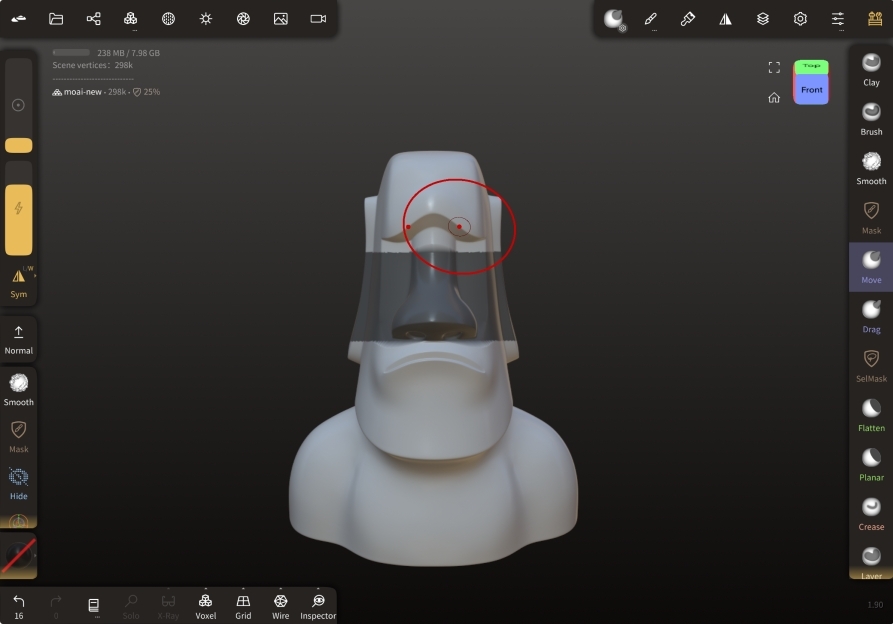 238 MB / 7.98 GB
Scene vertices: 298k
------------------------
moai-new • 298k • 25%
Top
Front
L/W
Sym
Normal
Smooth
Mask
Hide
Clay
Brush
Smooth
Mask
Move
Drag
SelMask
Flatten
Planar
Crease
Layer
16
0
Solo
X-Ray
Voxel
Grid
Wire
Inspector
1.90